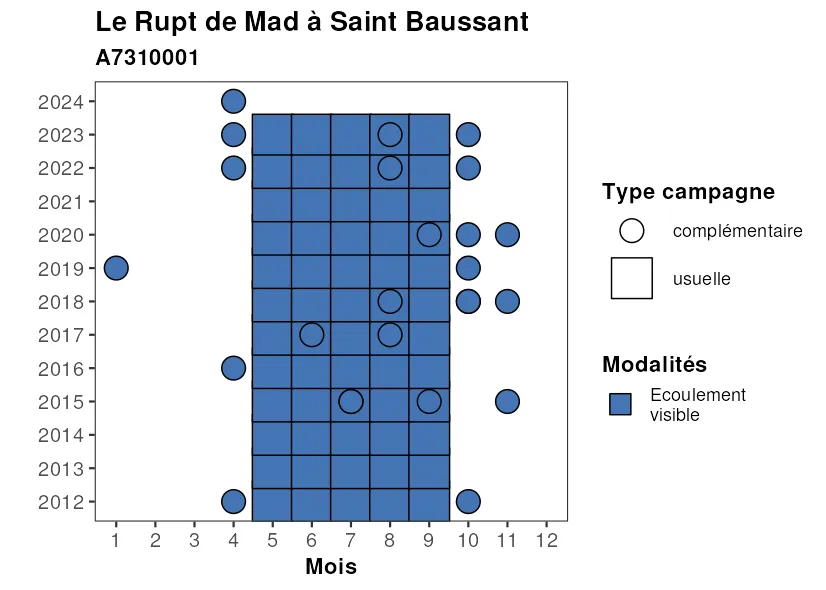 Le Rupt de Mad à Saint Baussant
A7310001
2024
2023
2022
2021
2020
2019
2018
2017
2016
2015
2014
2013
2012
1 2 3 4 5 6 7 8 9 10 11 12
Mois
Type campagne
complémentaire
usuelle
Modalités
Ecoulement
visible